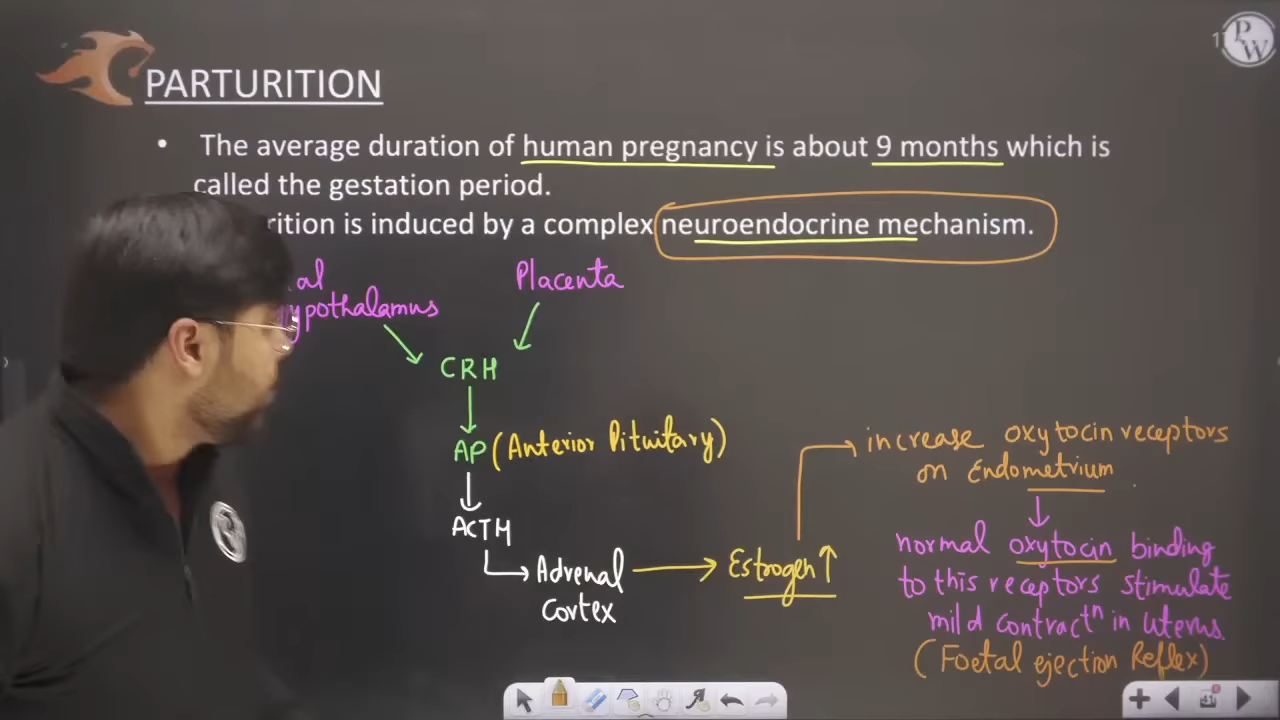 PARTURITION
• The average duration of human pregnancy is about 9 months which is
called the gestation period.
rition is induced by a complex neuroendocrine mechanism.
al
Placenta
ypothalamus
CRH
AP (Anterior Pituitary)
ACTH
Adrenal
cortex
Estrogen ↑
increase oxytocin receptors
on Endometrium
normal oxytocin binding
to this receptors stimulate
mild contractⁿ in uterus.
(Foetal ejection Reflex)
PW